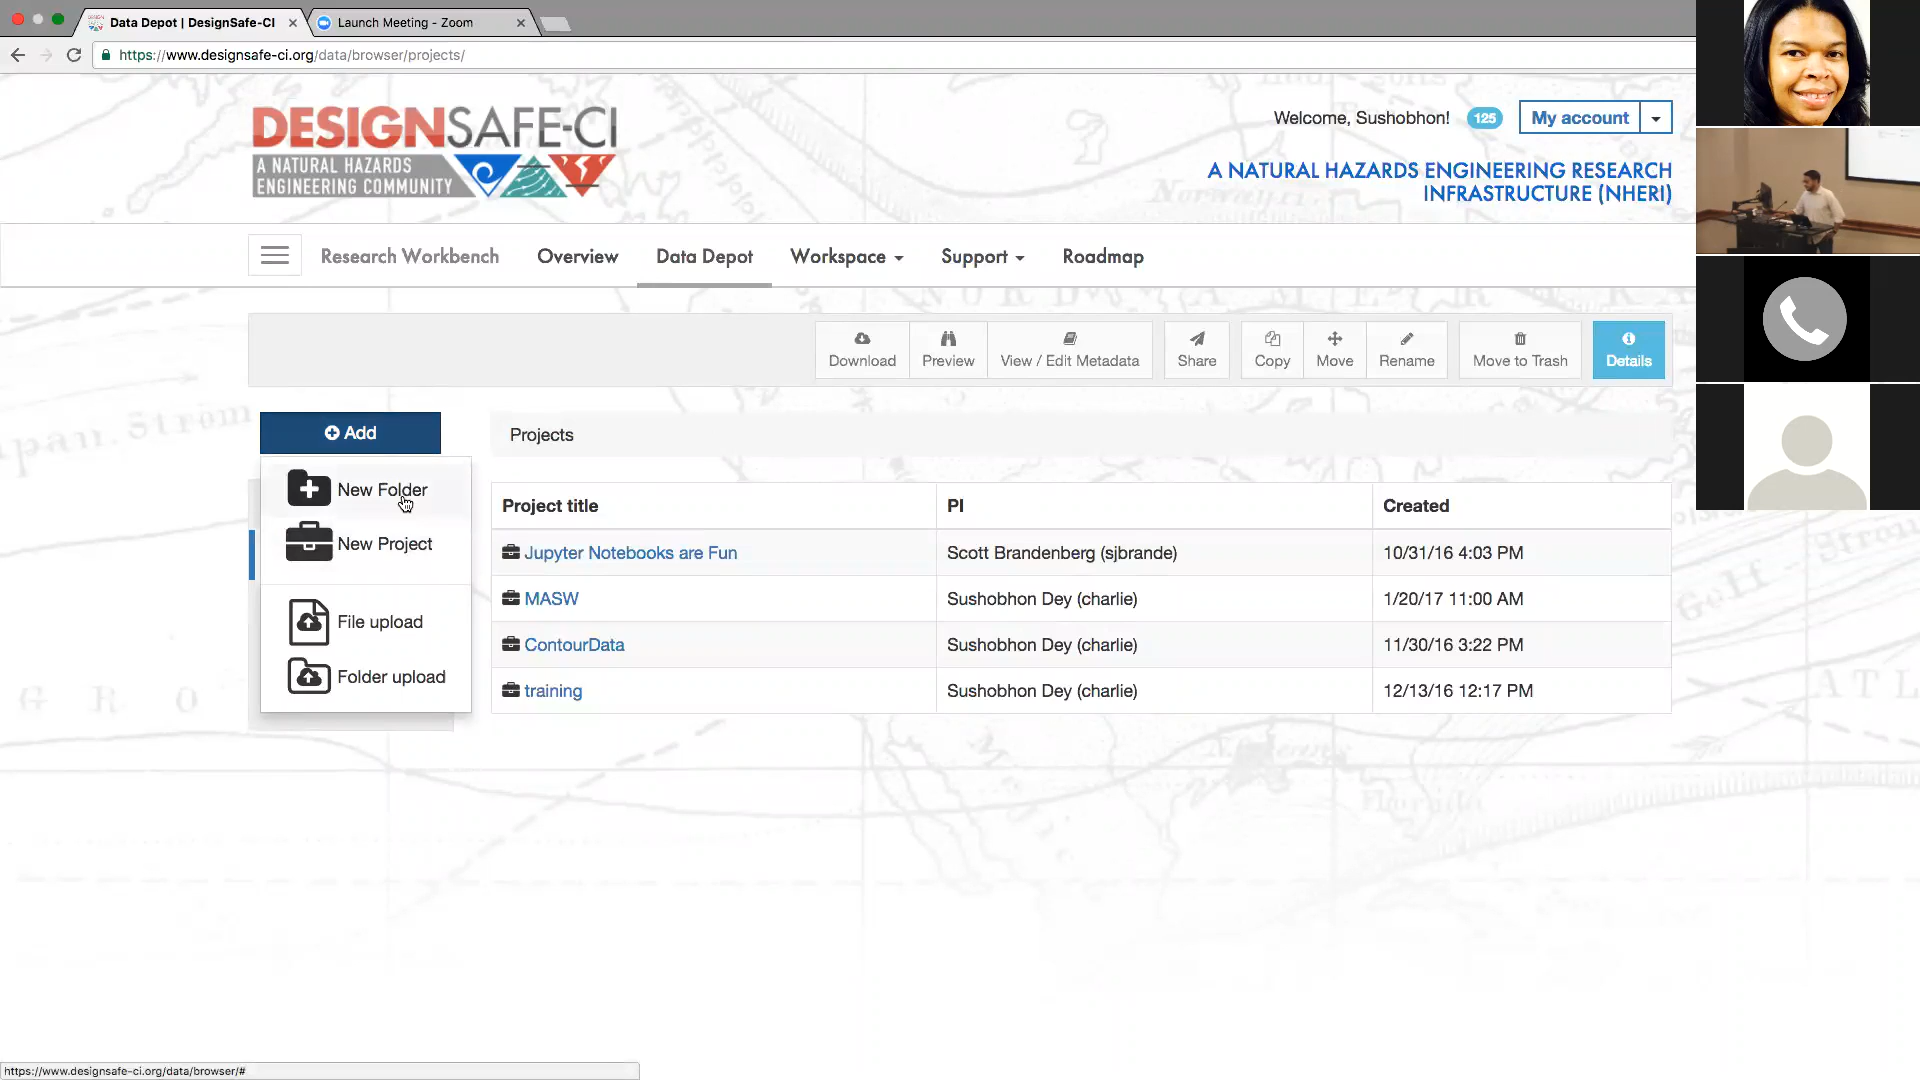 Data Depot | DesignSafe-CI
Launch Meeting - Zoom
https://www.designsafe-ci.org/data/browser/projects/
DESIGNSAFE-CI
A NATURAL HAZARDS
ENGINEERING COMMUNITY
Welcome, Sushobhon! 125 My account
A NATURAL HAZARDS ENGINEERING RESEARCH
INFRASTRUCTURE (NHERI)
Research Workbench Overview Data Depot Workspace Support Roadmap
Download Preview View / Edit Metadata Share Copy Move Rename Move to Trash Details
Add
Projects
New Folder
New Project
File upload
Folder upload
Project title PI Created
Jupyter Notebooks are Fun Scott Brandenberg (sjbrande) 10/31/16 4:03 PM
MASW Sushobhon Dey (charlie) 1/20/17 11:00 AM
ContourData Sushobhon Dey (charlie) 11/30/16 3:22 PM
training Sushobhon Dey (charlie) 12/13/16 12:17 PM
https://www.designsafe-ci.org/data/browser/#